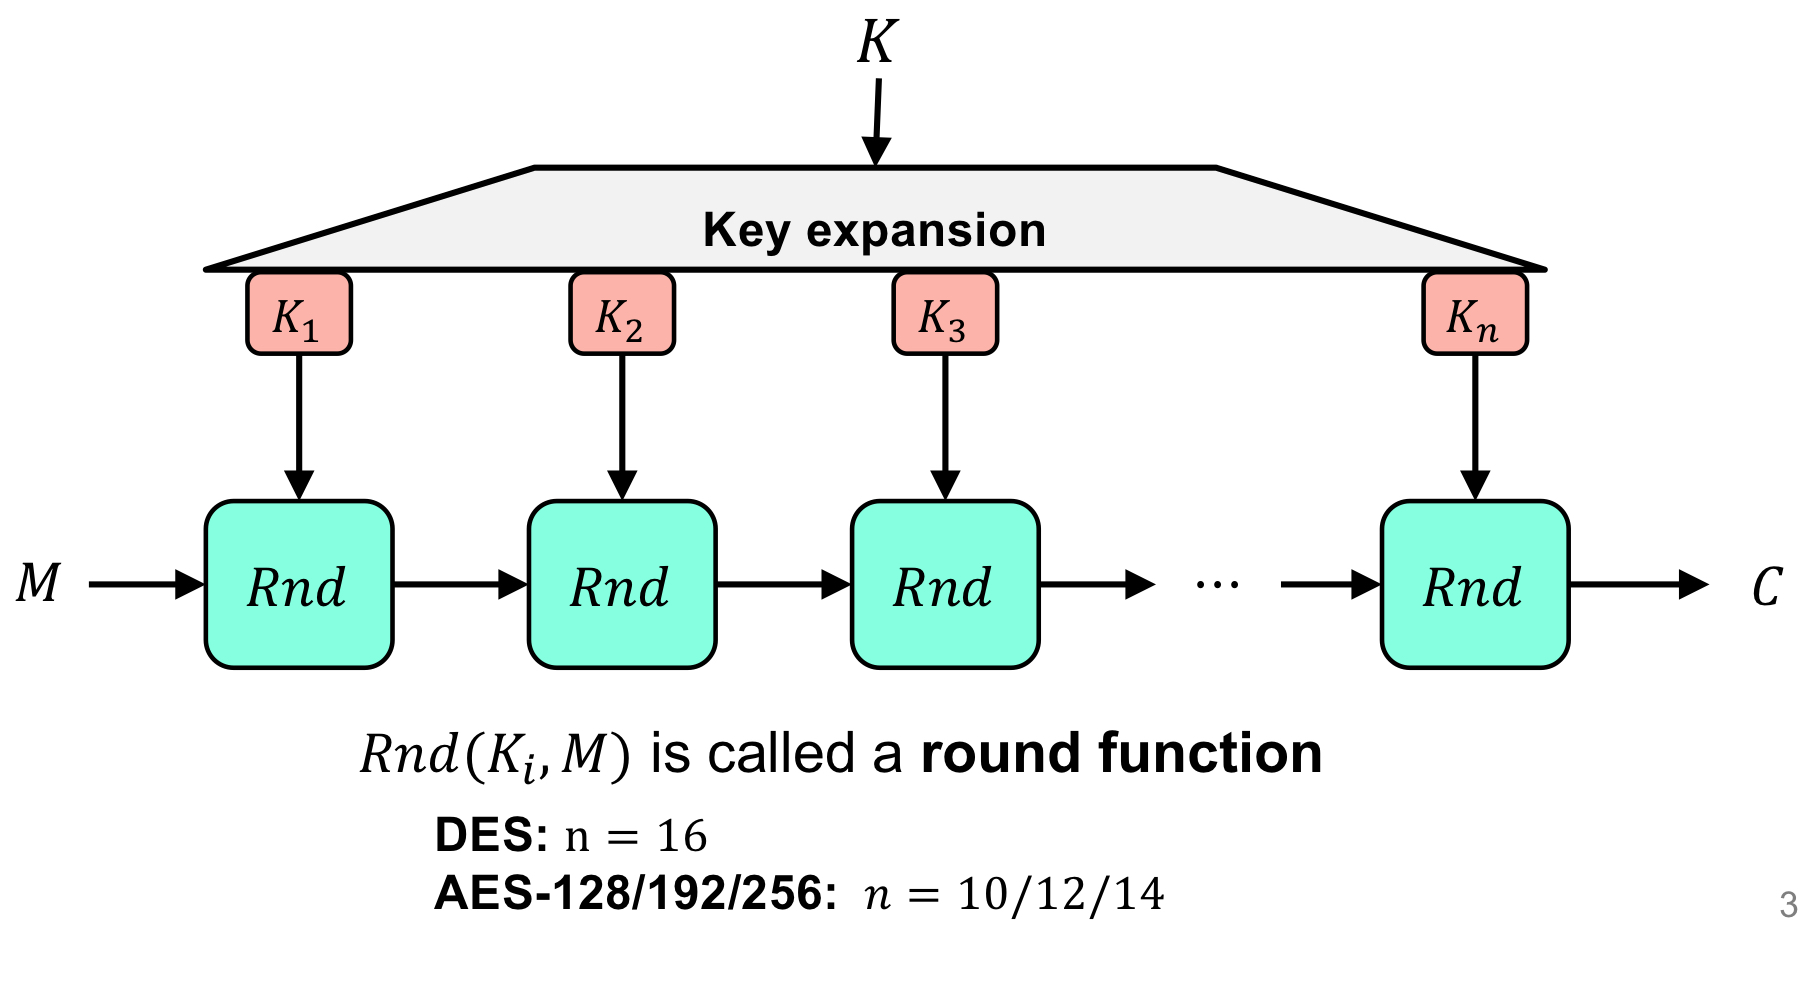 K
Key expansion
K₁ K₂ K₃ Kₙ
M Rnd Rnd Rnd ⋯ Rnd C
Rnd(Kᵢ, M) is called a round function
DES: n = 16
AES-128/192/256: n = 10/12/14
3